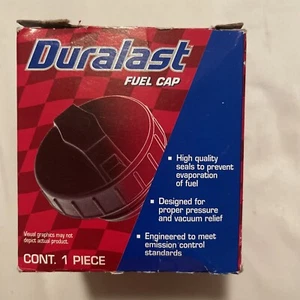 Duralast
FUEL CAP
High quality
seals to prevent
evaporation
of fuel
Designed for
proper pressure
and vacuum relief
Engineered to meet
emission control
standards
Visual graphics may not
depict actual product.
CONT. 1 PIECE